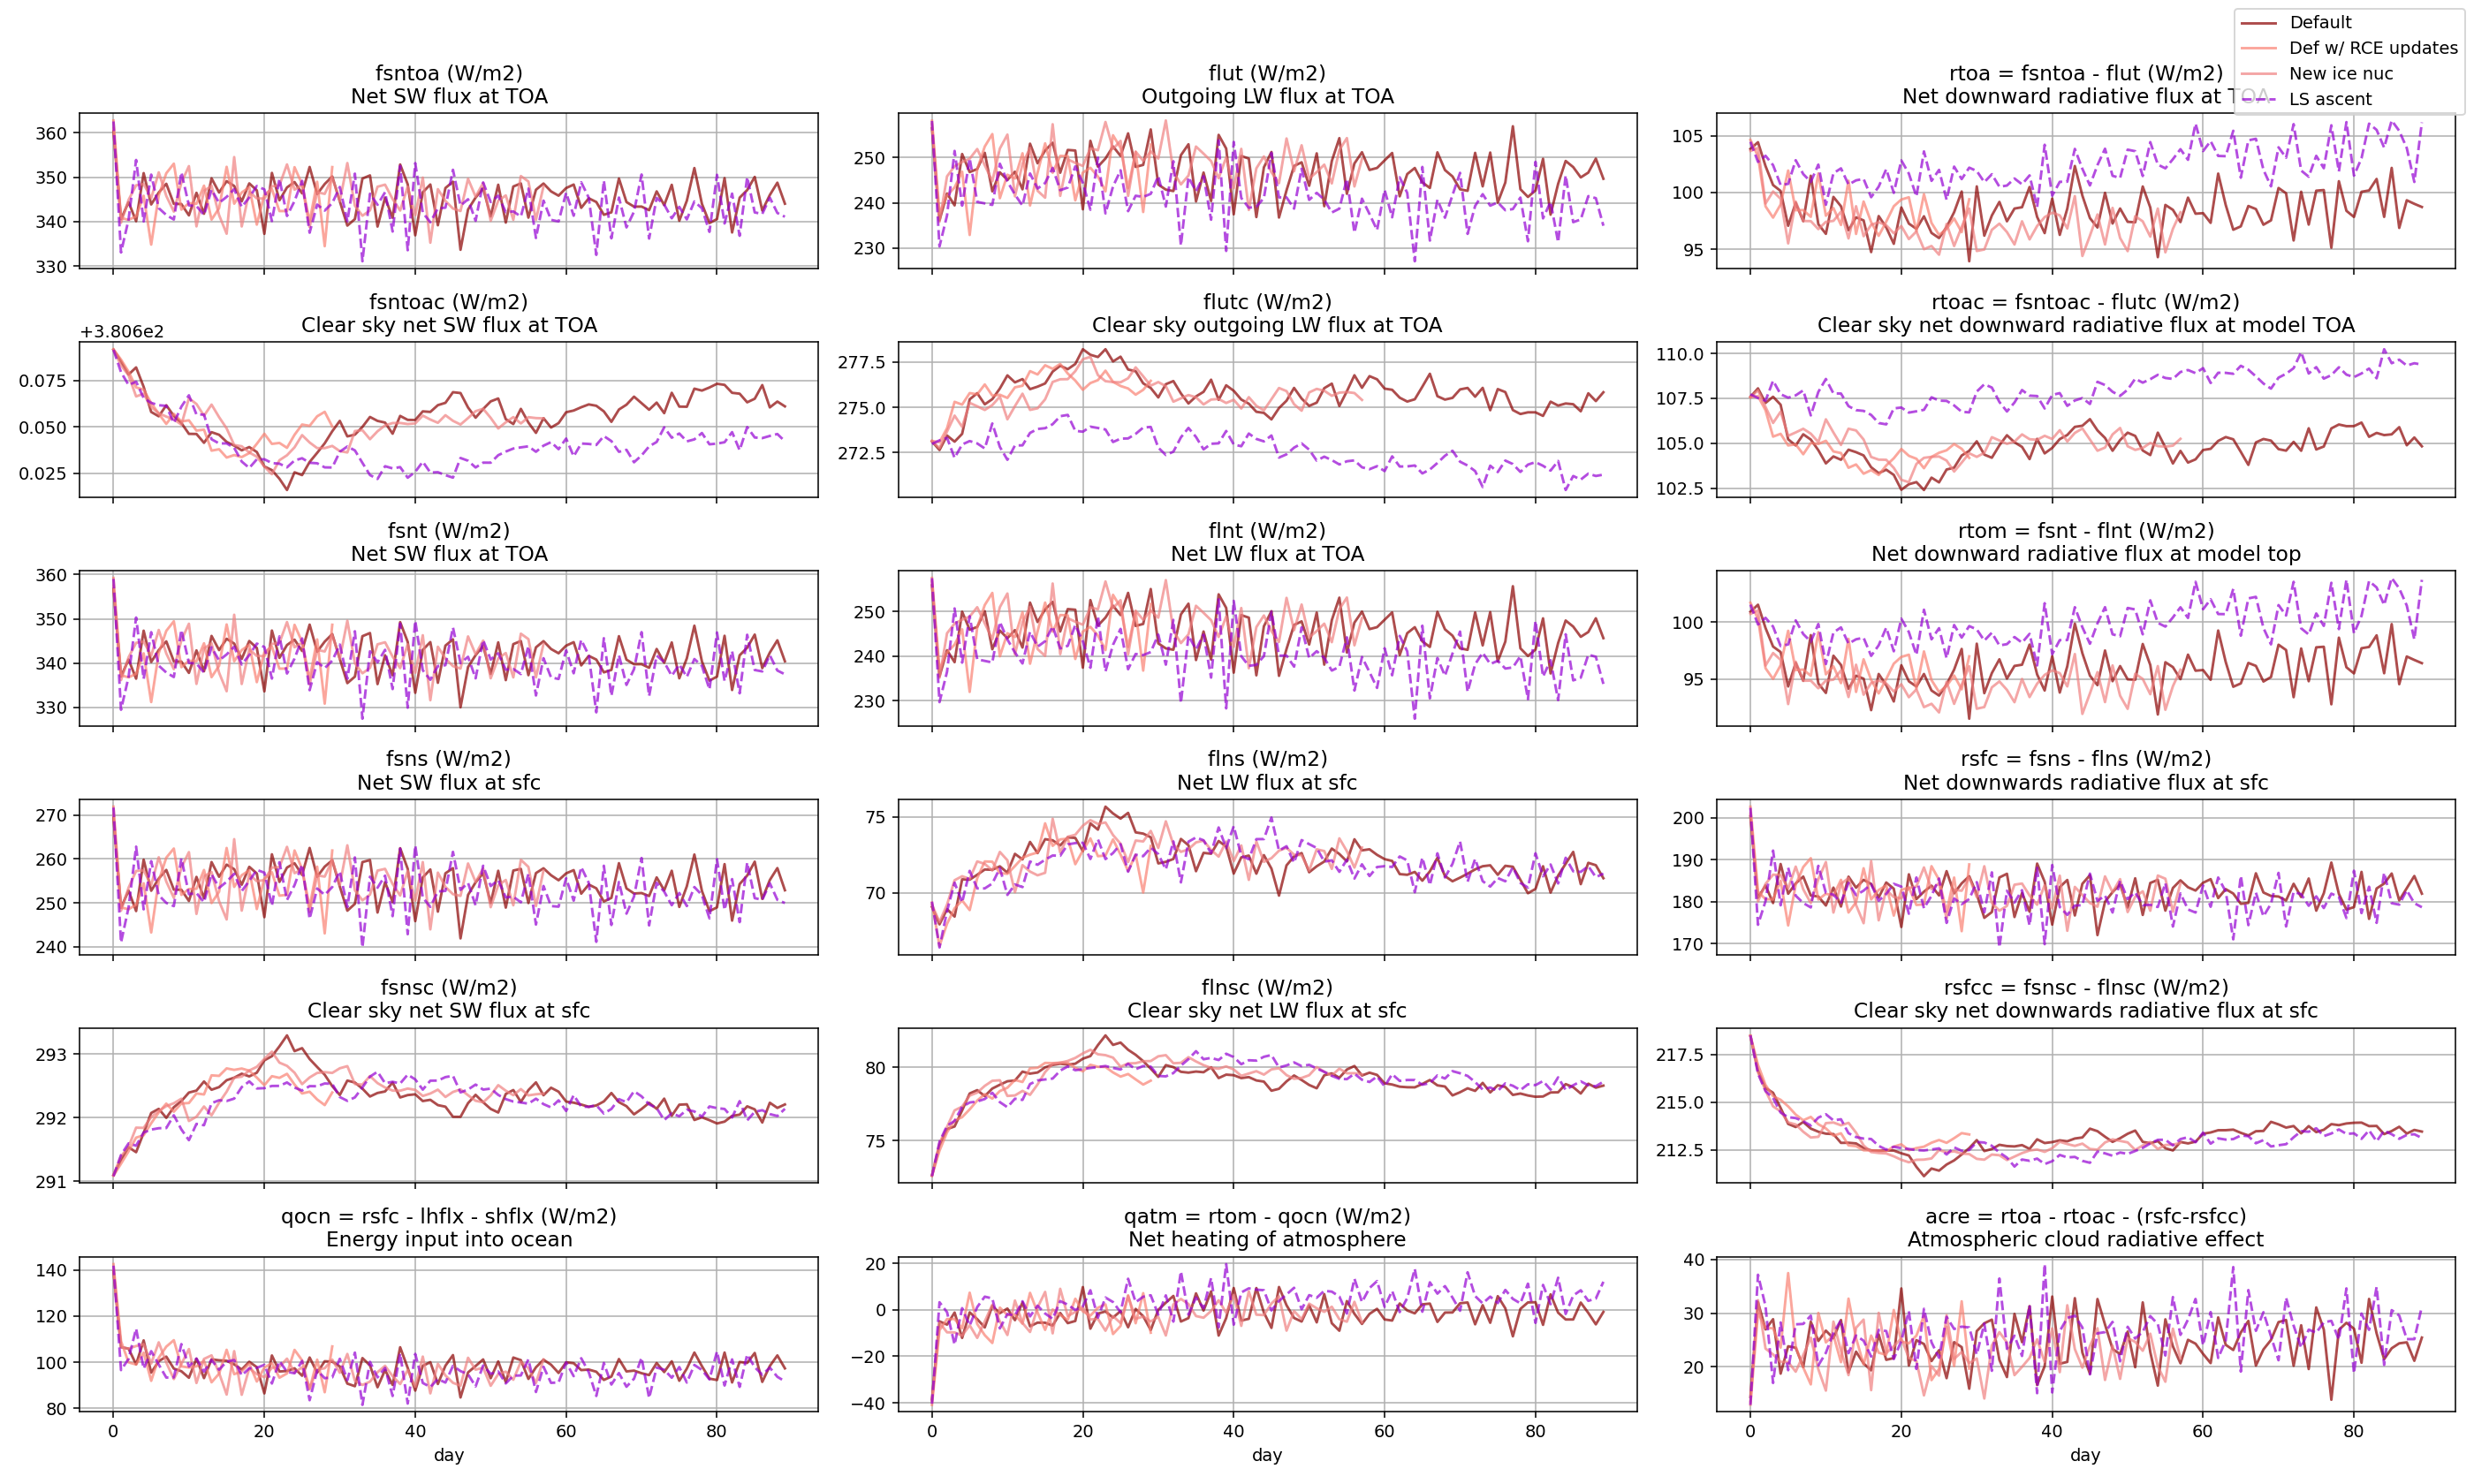 Default
Def w/ RCE updates
New ice nuc
LS ascent
fsntoa (W/m2)
Net SW flux at TOA
360
350
340
330
flut (W/m2)
Outgoing LW flux at TOA
250
240
230
rtoa = fsntoa - flut (W/m2)
Net downward radiative flux at TOA
105
100
95
fsntoac (W/m2)
Clear sky net SW flux at TOA
+3.806e2
0.075
0.050
0.025
flutc (W/m2)
Clear sky outgoing LW flux at TOA
277.5
275.0
272.5
rtoac = fsntoac - flutc (W/m2)
Clear sky net downward radiative flux at model TOA
110.0
107.5
105.0
102.5
fsnt (W/m2)
Net SW flux at TOA
360
350
340
330
flnt (W/m2)
Net LW flux at TOA
250
240
230
rtom = fsnt - flnt (W/m2)
Net downward radiative flux at model top
100
95
fsns (W/m2)
Net SW flux at sfc
270
260
250
240
flns (W/m2)
Net LW flux at sfc
75
70
rsfc = fsns - flns (W/m2)
Net downwards radiative flux at sfc
200
190
180
170
fsnsc (W/m2)
Clear sky net SW flux at sfc
293
292
291
flnsc (W/m2)
Clear sky net LW flux at sfc
80
75
rsfcc = fsnsc - flnsc (W/m2)
Clear sky net downwards radiative flux at sfc
217.5
215.0
212.5
qocn = rsfc - lhflx - shflx (W/m2)
Energy input into ocean
140
120
100
80
0 20 40 60 80
day
qatm = rtom - qocn (W/m2)
Net heating of atmosphere
20
0
−20
−40
0 20 40 60 80
day
acre = rtoa - rtoac - (rsfc-rsfcc)
Atmospheric cloud radiative effect
40
30
20
0 20 40 60 80
day